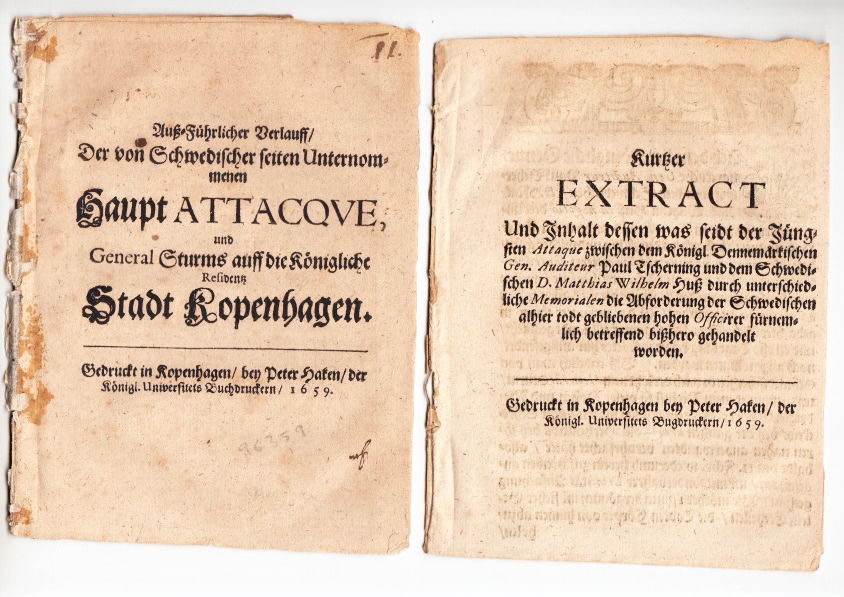 Auß-Führlicher Verlauff/
Der von Schwedischer seiten Unternom-
menen
Haupt ATTACQVE,
und
General Sturms auff die Königliche
Residentz
Stadt Kopenhagen.
Gedruckt in Kopenhagen/ bey Peter Haken/ der
Königl. Universitets Buchdruckern/ 1659.
96359
Kurtzer
EXTRACT
Und Inhalt dessen was seidt der Jüng-
sten Attaque zwischen dem Königl. Dennemärkischen
Gen. Auditeur Paul Tscherning und dem Schwedi-
schen D. Matthias Wilhelm Huß durch unterschied-
liche Memorialen die Abforderung der Schwedischen
alhier todt gebliebenen hohen Officirer fürnem-
lich betreffend bißhero gehandelt
worden.
Gedruckt in Kopenhagen bey Peter Haken/ der
Königl. Universitets Bugdruckern/ 1659.